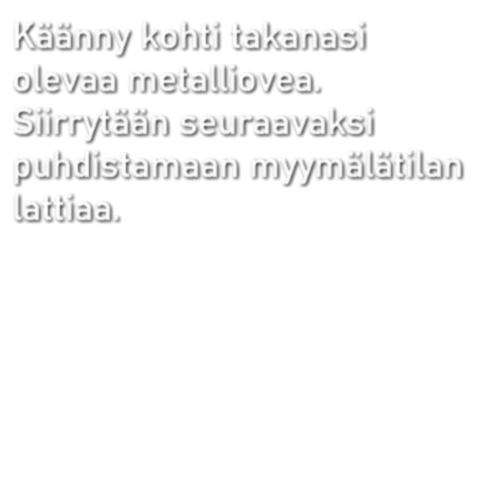 Käänny kohti takanasi
olevaa metalliovea.
Siirrytään seuraavaksi
puhdistamaan myymälätilan
lattiaa.